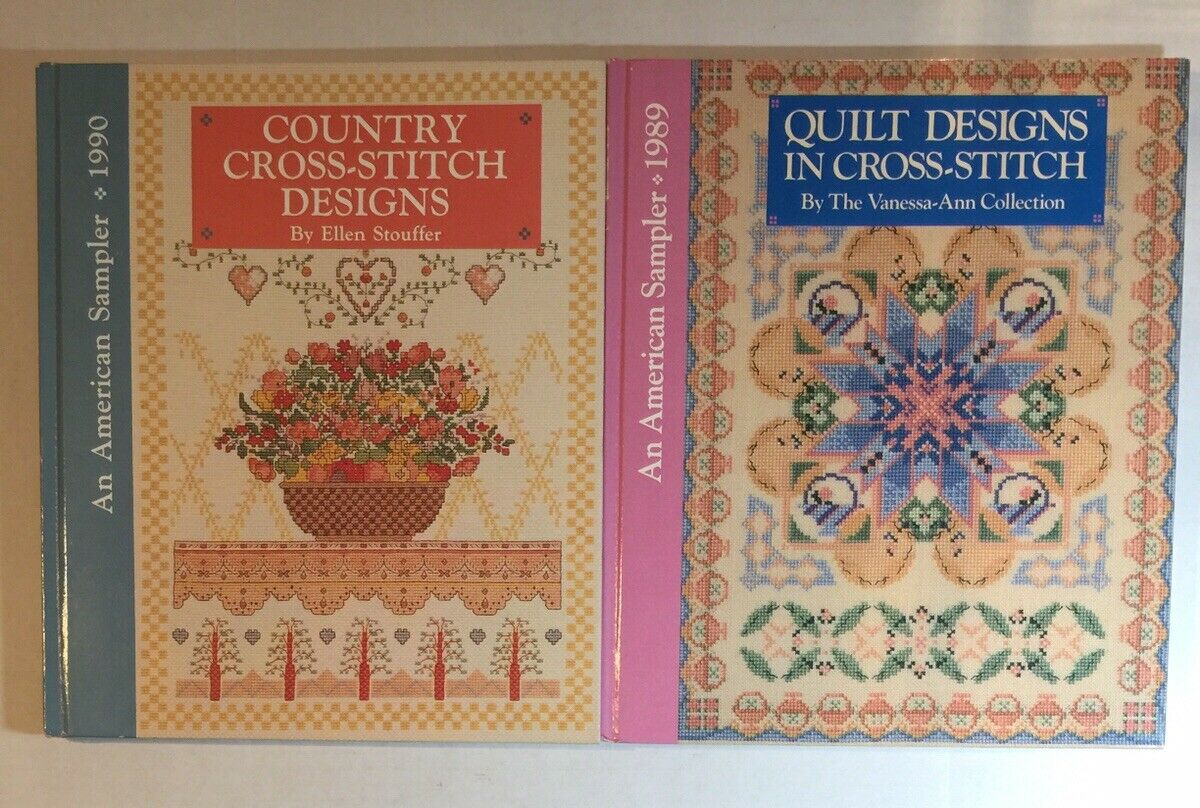 An American Sampler ❖ 1990
COUNTRY
CROSS-STITCH
DESIGNS
By Ellen Stouffer
An American Sampler ❖ 1989
QUILT DESIGNS
IN CROSS-STITCH
By The Vanessa-Ann Collection